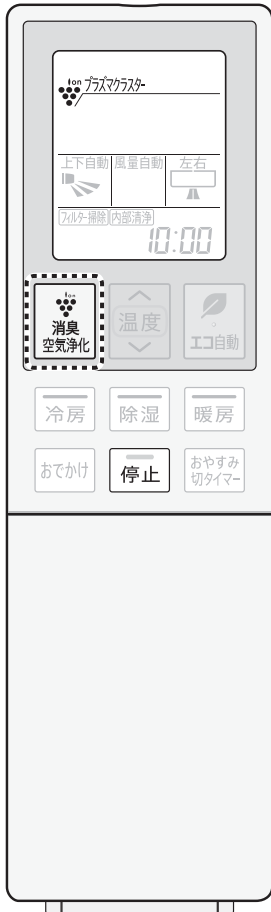 ion プラズマクラスター
上下自動 風量自動 左右
フィルター掃除 内部清浄
10:00
ion
消臭
空気浄化
温度
エコ自動
冷房 除湿 暖房
おでかけ 停止 おやすみ
切タイマー